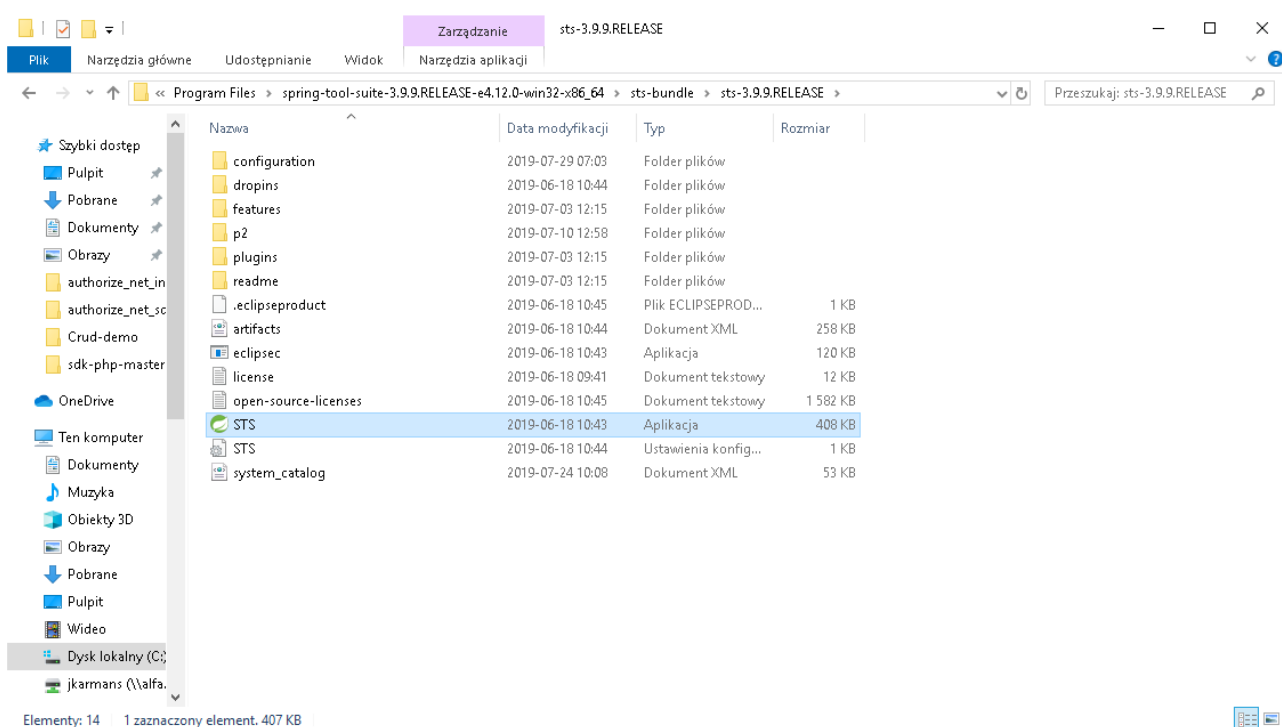 Zarządzanie
sts-3.9.9.RELEASE
Plik Narzędzia główne Udostępnianie Widok Narzędzia aplikacji
« Program Files › spring-tool-suite-3.9.9.RELEASE-e4.12.0-win32-x86_64 › sts-bundle › sts-3.9.9.RELEASE ›
Przeszukaj: sts-3.9.9.RELEASE
Szybki dostęp
Pulpit
Pobrane
Dokumenty
Obrazy
authorize_net_in
authorize_net_sc
Crud-demo
sdk-php-master
OneDrive
Ten komputer
Dokumenty
Muzyka
Obiekty 3D
Obrazy
Pobrane
Pulpit
Wideo
Dysk lokalny (C:)
jkarmans (\\alfa.
Nazwa Data modyfikacji Typ Rozmiar
configuration 2019-07-29 07:03 Folder plików
dropins 2019-06-18 10:44 Folder plików
features 2019-07-03 12:15 Folder plików
p2 2019-07-10 12:58 Folder plików
plugins 2019-07-03 12:15 Folder plików
readme 2019-07-03 12:15 Folder plików
.eclipseproduct 2019-06-18 10:45 Plik ECLIPSEPROD... 1 KB
artifacts 2019-06-18 10:44 Dokument XML 258 KB
eclipsec 2019-06-18 10:43 Aplikacja 120 KB
license 2019-06-18 09:41 Dokument tekstowy 12 KB
open-source-licenses 2019-06-18 10:45 Dokument tekstowy 1 582 KB
STS 2019-06-18 10:43 Aplikacja 408 KB
STS 2019-06-18 10:44 Ustawienia konfig... 1 KB
system_catalog 2019-07-24 10:08 Dokument XML 53 KB
Elementy: 14 1 zaznaczony element. 407 KB